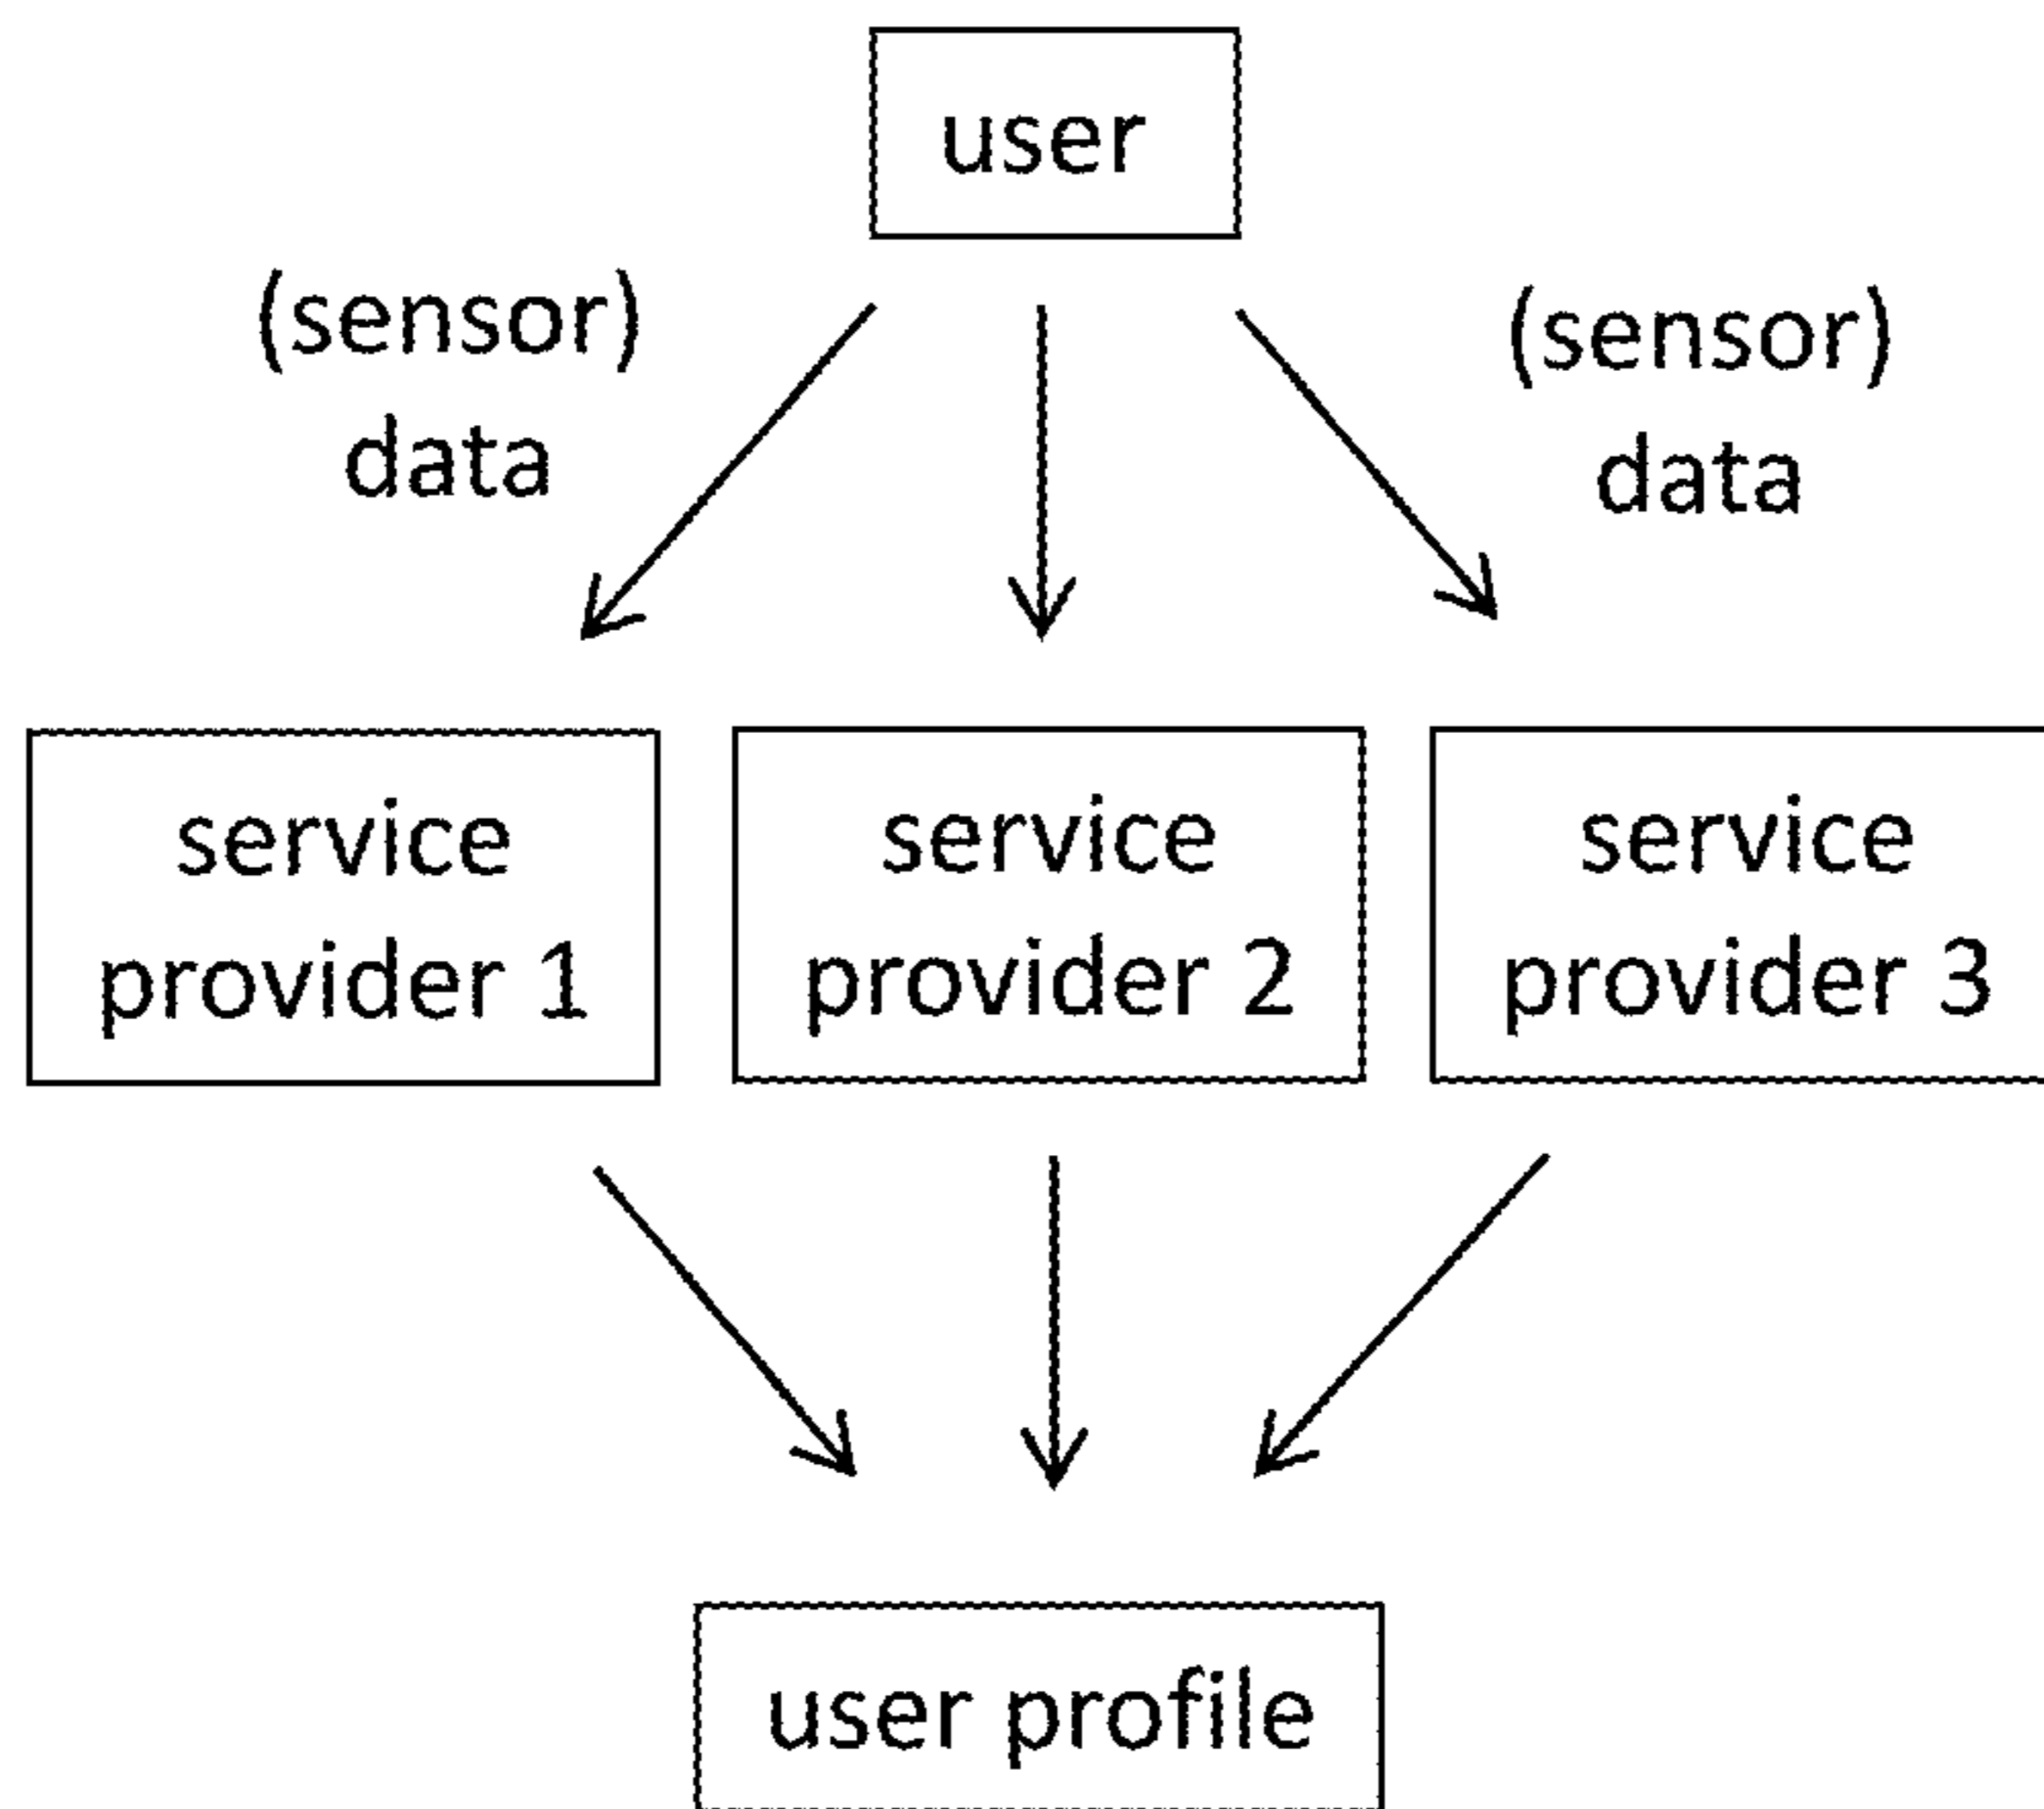 user
(sensor)
data
(sensor)
data
service
provider 1
service
provider 2
service
provider 3
user profile